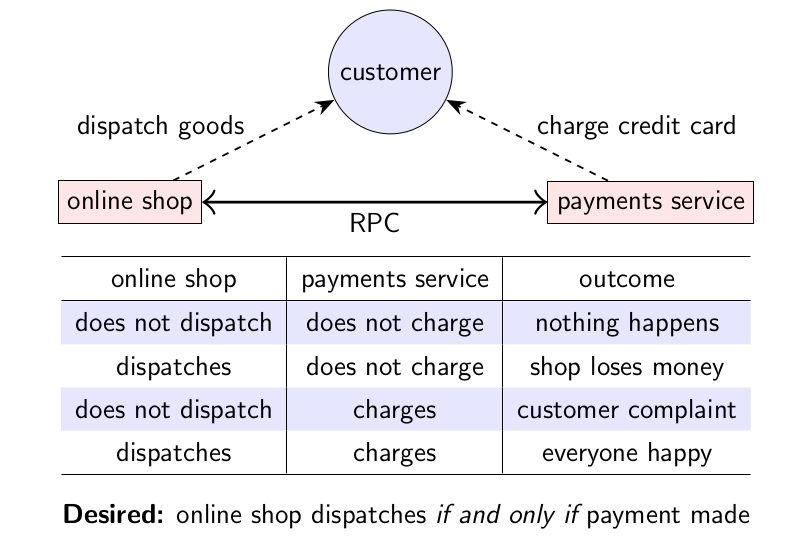 customer
dispatch goods
charge credit card
online shop
payments service
RPC
online shop payments service outcome
does not dispatch does not charge nothing happens
dispatches does not charge shop loses money
does not dispatch charges customer complaint
dispatches charges everyone happy
Desired: online shop dispatches if and only if payment made